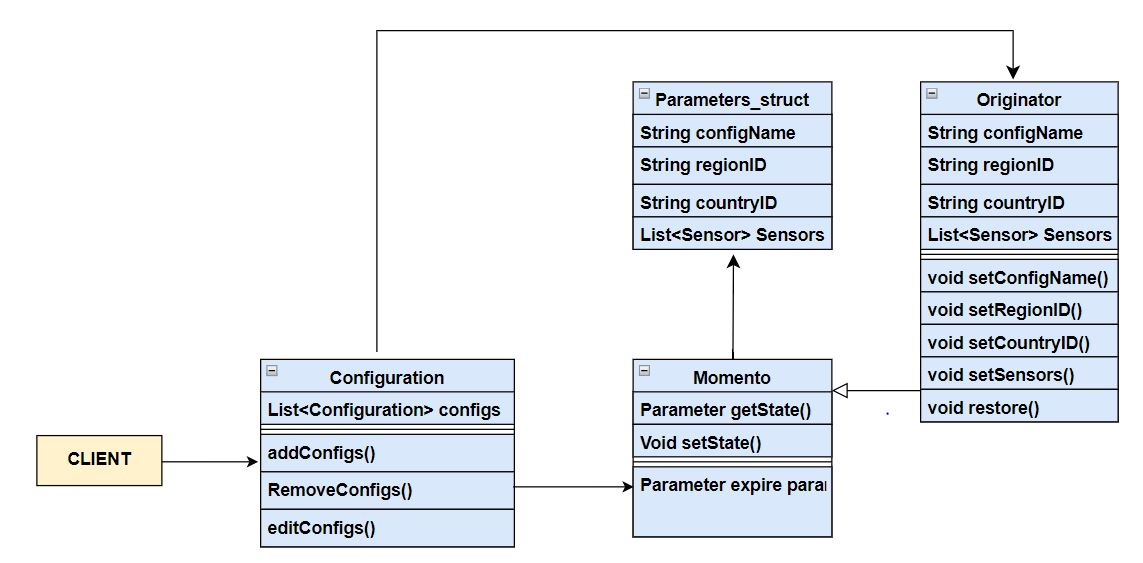 Parameters_struct
String configName
String regionID
String countryID
List<Sensor> Sensors
Originator
String configName
String regionID
String countryID
List<Sensor> Sensors
void setConfigName()
void setRegionID()
void setCountryID()
void setSensors()
void restore()
Configuration
List<Configuration> configs
addConfigs()
RemoveConfigs()
editConfigs()
Momento
Parameter getState()
Void setState()
Parameter expire para
CLIENT